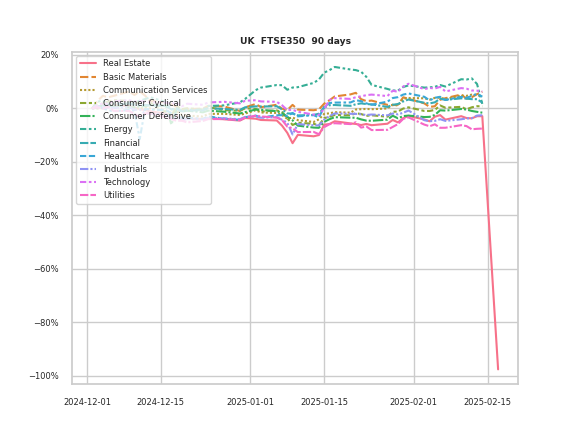 UK FTSE350 90 days
20%
0%
−20%
−40%
−60%
−80%
−100%
Real Estate
Basic Materials
Communication Services
Consumer Cyclical
Consumer Defensive
Energy
Financial
Healthcare
Industrials
Technology
Utilities
2024-12-01
2024-12-15
2025-01-01
2025-01-15
2025-02-01
2025-02-15